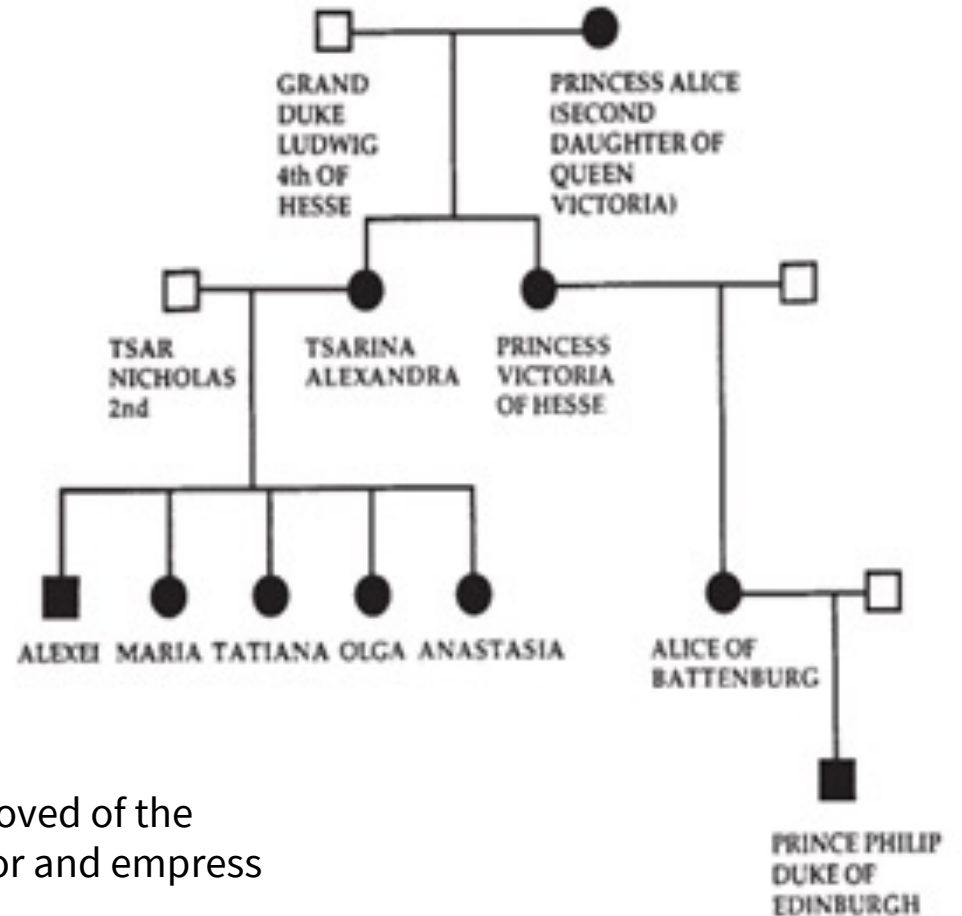 GRAND
DUKE
LUDWIG
4th OF
HESSE
PRINCESS ALICE
(SECOND
DAUGHTER OF
QUEEN
VICTORIA)
TSAR
NICHOLAS
2nd
TSARINA
ALEXANDRA
PRINCESS
VICTORIA
OF HESSE
ALEXEI MARIA TATIANA OLGA ANASTASIA
ALICE OF
BATTENBURG
oved of the
or and empress
PRINCE PHILIP
DUKE OF
EDINBURGH